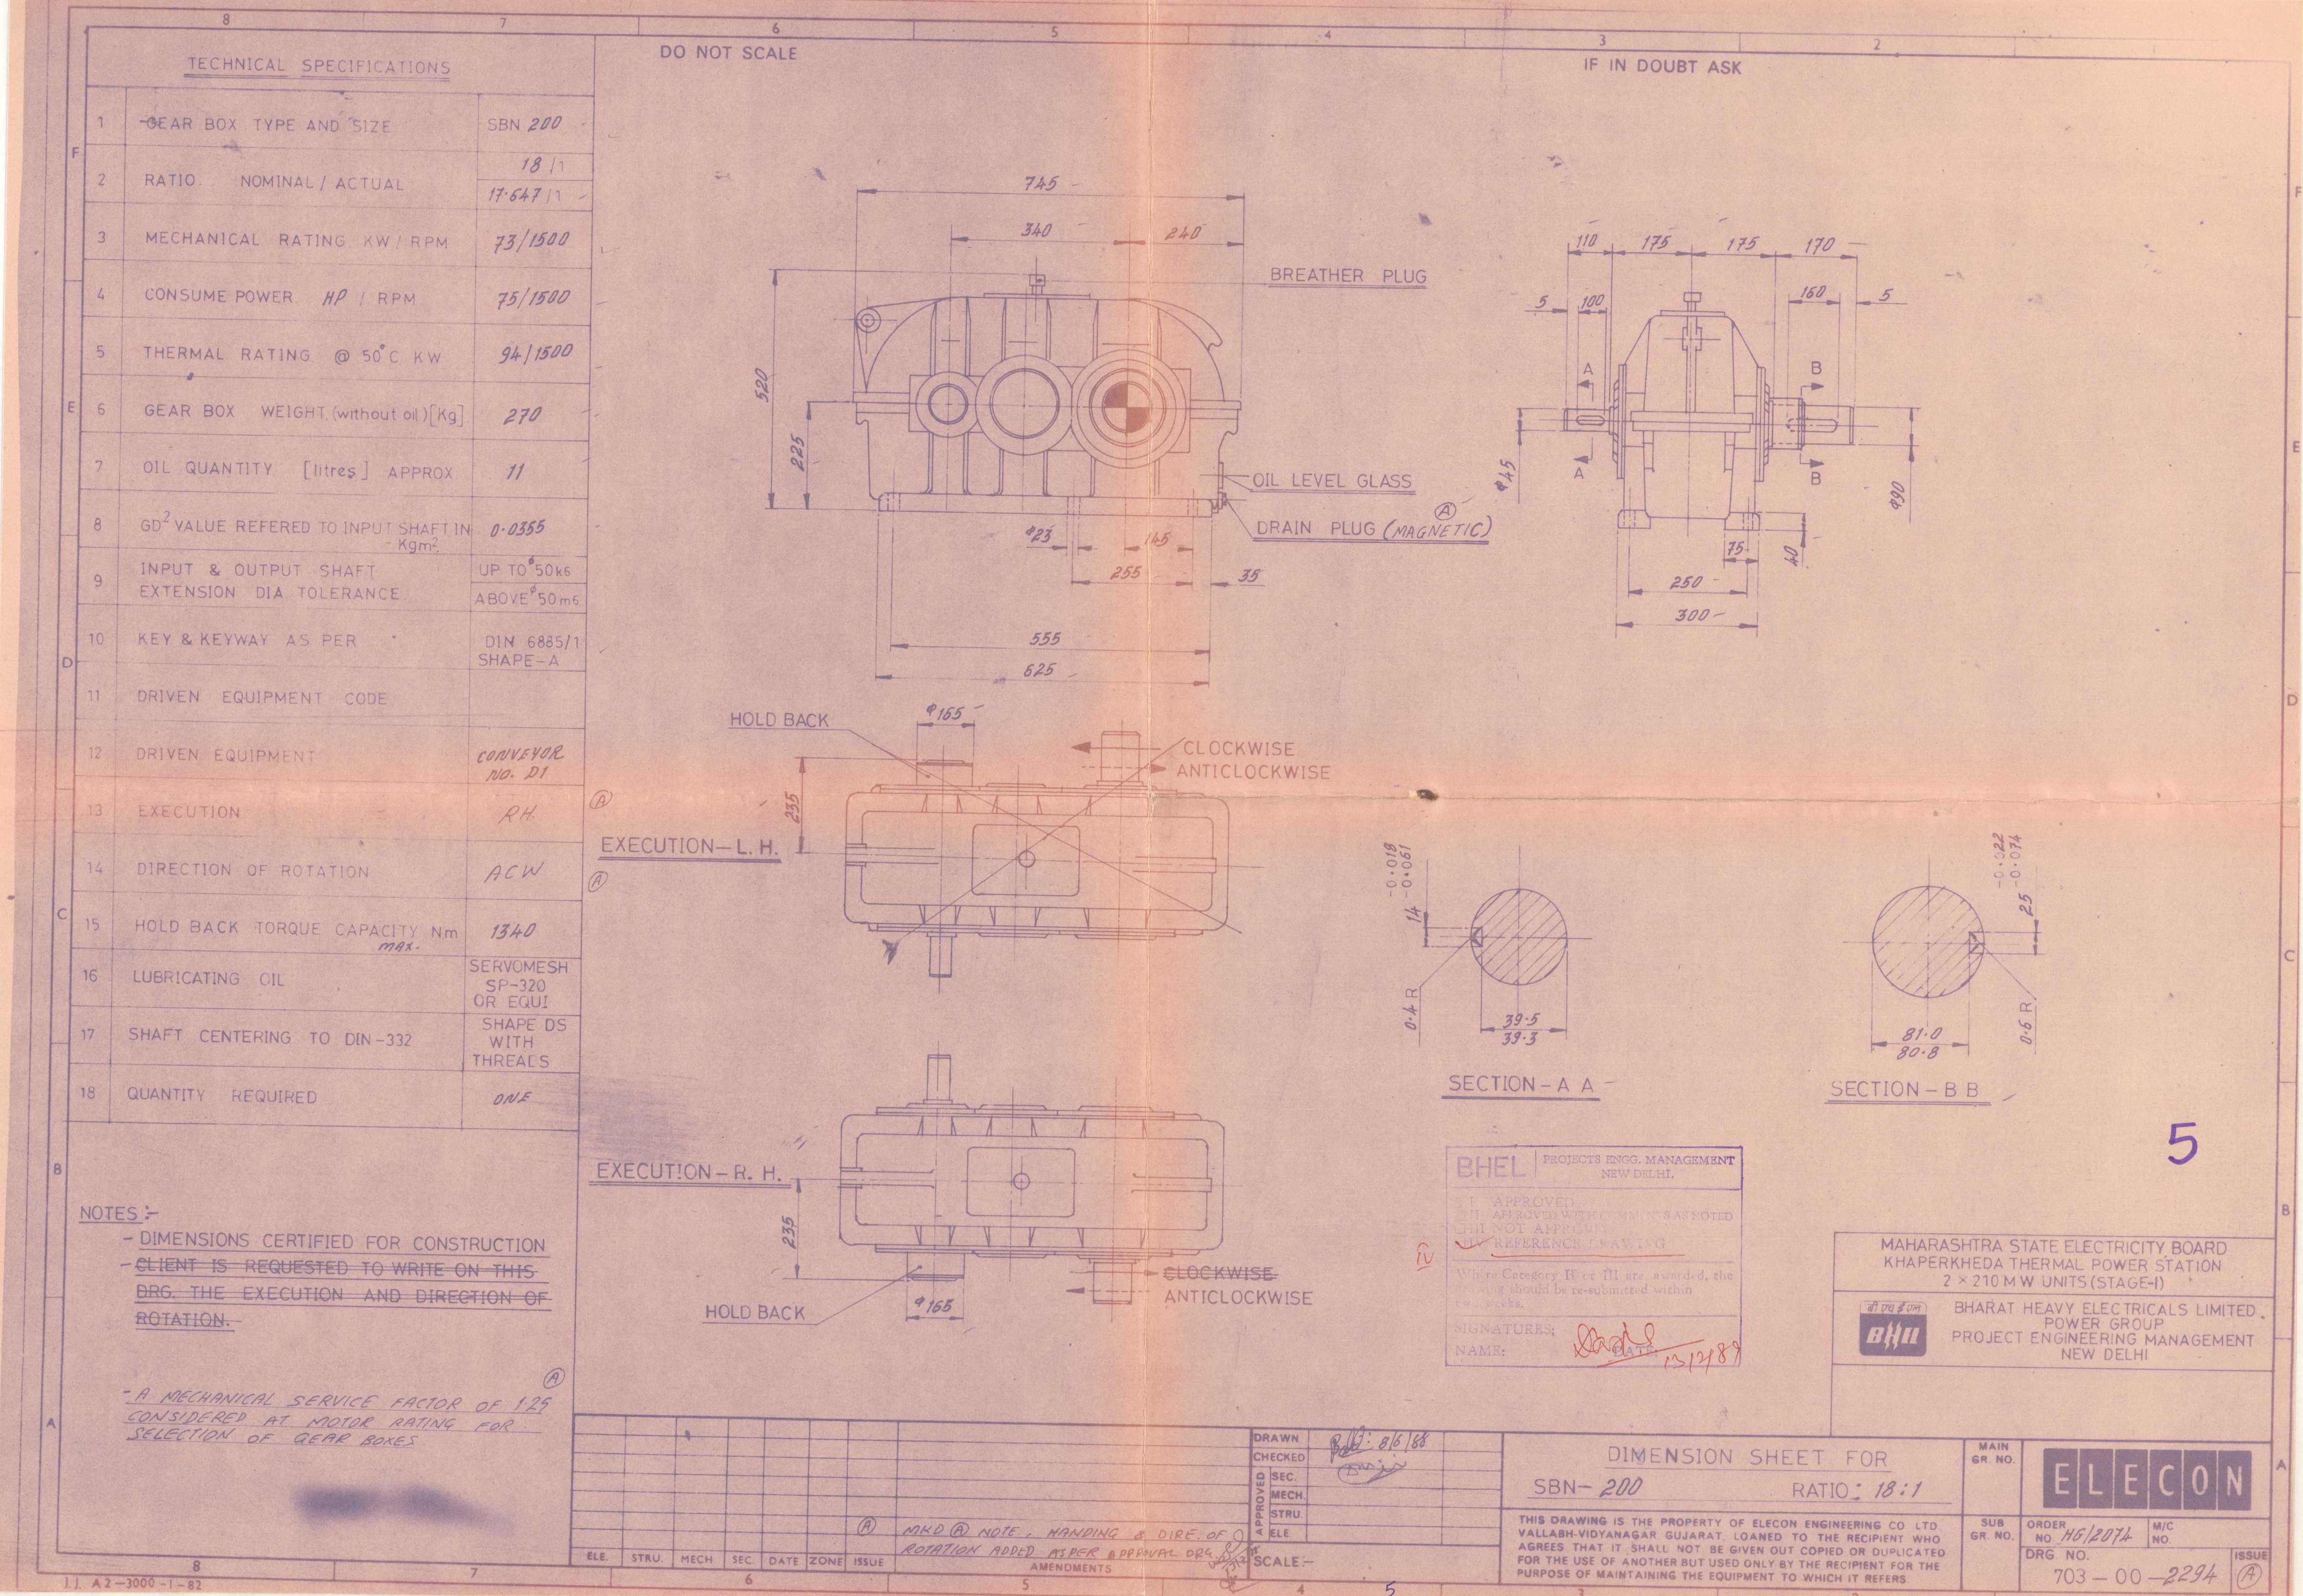 8 7 6 5 4 3 2
DO NOT SCALE
IF IN DOUBT ASK
TECHNICAL SPECIFICATIONS
1 GEAR BOX TYPE AND SIZE SBN 200
2 RATIO. NOMINAL / ACTUAL 18/1
17.647/1
3 MECHANICAL RATING KW / RPM 73/1500
4 CONSUME POWER HP / RPM 75/1500
5 THERMAL RATING @ 50°C KW 94/1500
6 GEAR BOX WEIGHT (without oil) [Kg] 270
7 OIL QUANTITY [litres] APPROX 11
8 GD² VALUE REFERED TO INPUT SHAFT IN Kgm². 0.0355
9 INPUT & OUTPUT SHAFT
EXTENSION DIA TOLERANCE
UP TO ⌀50k6
ABOVE ⌀50m6
10 KEY & KEYWAY AS PER DIN 6885/1
SHAPE-A
11 DRIVEN EQUIPMENT CODE
12 DRIVEN EQUIPMENT CONVEYOR
NO. D1
13 EXECUTION RH
14 DIRECTION OF ROTATION ACW
15 HOLD BACK TORQUE CAPACITY Nm 1340
MAX.
16 LUBRICATING OIL SERVOMESH
SP-320
OR EQUI
17 SHAFT CENTERING TO DIN-332 SHAPE DS
WITH
THREADS
18 QUANTITY REQUIRED ONE
NOTES :-
- DIMENSIONS CERTIFIED FOR CONSTRUCTION
- CLIENT IS REQUESTED TO WRITE ON THIS
DRG. THE EXECUTION AND DIRECTION OF
ROTATION.
A
- A MECHANICAL SERVICE FACTOR OF 1.25
CONSIDERED AT MOTOR RATING FOR
SELECTION OF GEAR BOXES
745
340 240
BREATHER PLUG
520
225
OIL LEVEL GLASS
A
DRAIN PLUG (MAGNETIC)
⌀23 145
255 35
555
625
110 175 175 170
5 100 160 5
A B
A B
⌀45
⌀90
75
40
250
300
HOLD BACK
⌀165
CLOCKWISE
ANTICLOCKWISE
235
A
EXECUTION-L.H.
A
EXECUTION-R.H.
235
HOLD BACK
⌀165
CLOCKWISE
ANTICLOCKWISE
14 -0.018
-0.061
0.4 R
39.5
39.3
SECTION-A A
25 -0.022
-0.074
0.6 R
81.0
80.8
SECTION-B B
5
BHEL PROJECTS ENGG. MANAGEMENT
NEW DELHI.
I. APPROVED
II. APPROVED WITH COMMENTS AS NOTED
III NOT APPROVED
IV REFERENCE DRAWING
IV
Where Category II or III are awarded, the
drawing should be re-submitted within
weeks.
SIGNATURES:
NAME: DATE:
13/2/89
MAHARASHTRA STATE ELECTRICITY BOARD
KHAPERKHEDA THERMAL POWER STATION
2 × 210 MW UNITS (STAGE-I)
बी एच ई एल
BHEL
BHARAT HEAVY ELECTRICALS LIMITED.
POWER GROUP
PROJECT ENGINEERING MANAGEMENT
NEW DELHI
A MKD A NOTE, HANDING & DIRE. OF
ROTATION ADDED AS PER APPROVAL DRG.
ELE. STRU. MECH SEC. DATE ZONE ISSUE AMENDMENTS
DRAWN 8/6/88
CHECKED
APPROVED
SEC.
MECH.
STRU
ELE
SCALE:-
DIMENSION SHEET FOR
SBN- 200 RATIO: 18:1
THIS DRAWING IS THE PROPERTY OF ELECON ENGINEERING CO LTD
VALLABH-VIDYANAGAR GUJARAT, LOANED TO THE RECIPIENT WHO
AGREES THAT IT SHALL NOT BE GIVEN OUT COPIED OR DUPLICATED
FOR THE USE OF ANOTHER BUT USED ONLY BY THE RECIPIENT FOR THE
PURPOSE OF MAINTAINING THE EQUIPMENT TO WHICH IT REFERS.
MAIN
GR. NO.
SUB
GR. NO.
ELECON
ORDER
NO. HG/2074
M/C
NO.
DRG. NO.
703-00-2294
ISSUE
A
J.J. A2-3000-1-82
8 7 6 5 4 5 3
F E D C B A
F E D C B A